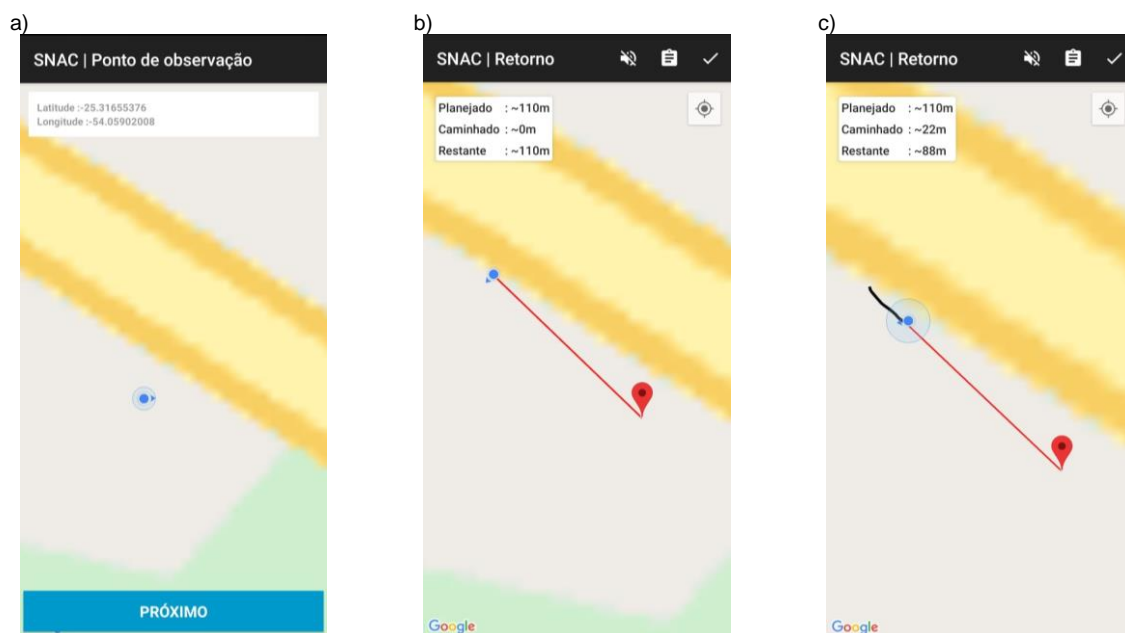 a)
SNAC | Ponto de observação
Latitude :-25.31655376
Longitude :-54.05902008
PRÓXIMO
b)
SNAC | Retorno
Planejado : ~110m
Caminhado : ~0m
Restante : ~110m
Google
c)
SNAC | Retorno
Planejado : ~110m
Caminhado : ~22m
Restante : ~88m
Google